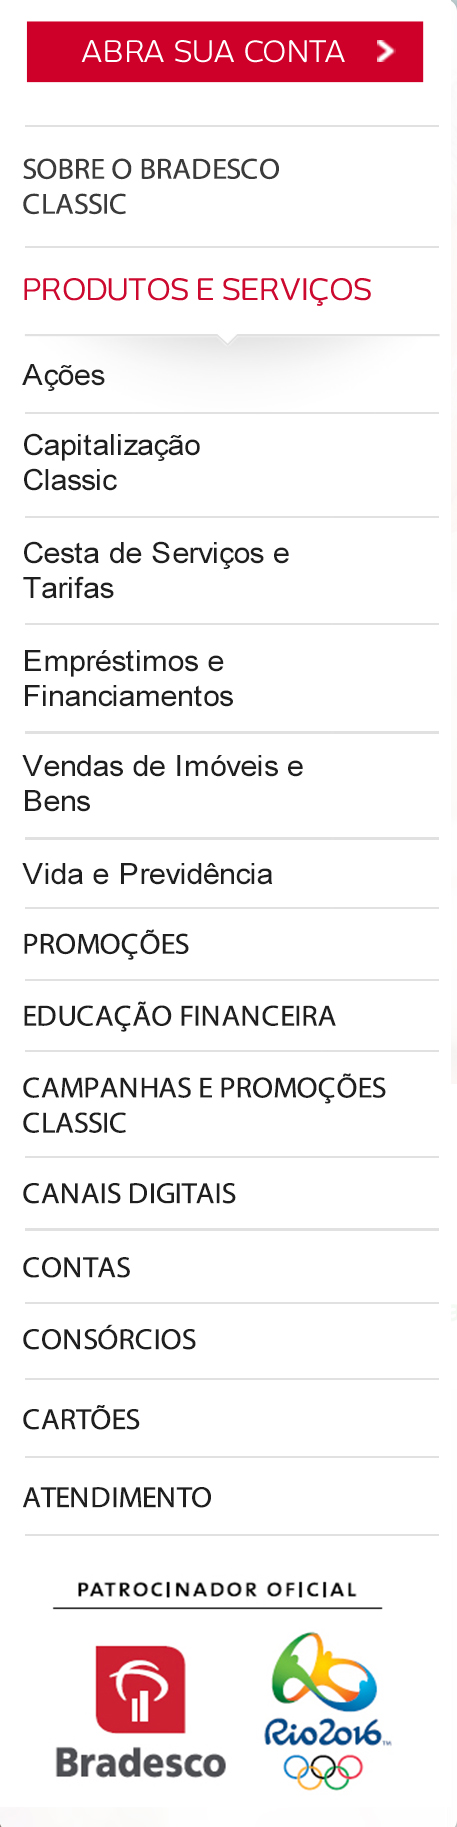 ABRA SUA CONTA
SOBRE O BRADESCO
CLASSIC
PRODUTOS E SERVIÇOS
Ações
Capitalização
Classic
Cesta de Serviços e
Tarifas
Empréstimos e
Financiamentos
Vendas de Imóveis e
Bens
Vida e Previdência
PROMOÇÕES
EDUCAÇÃO FINANCEIRA
CAMPANHAS E PROMOÇÕES
CLASSIC
CANAIS DIGITAIS
CONTAS
CONSÓRCIOS
CARTÕES
ATENDIMENTO
PATROCINADOR OFICIAL
Bradesco
Rio2016™